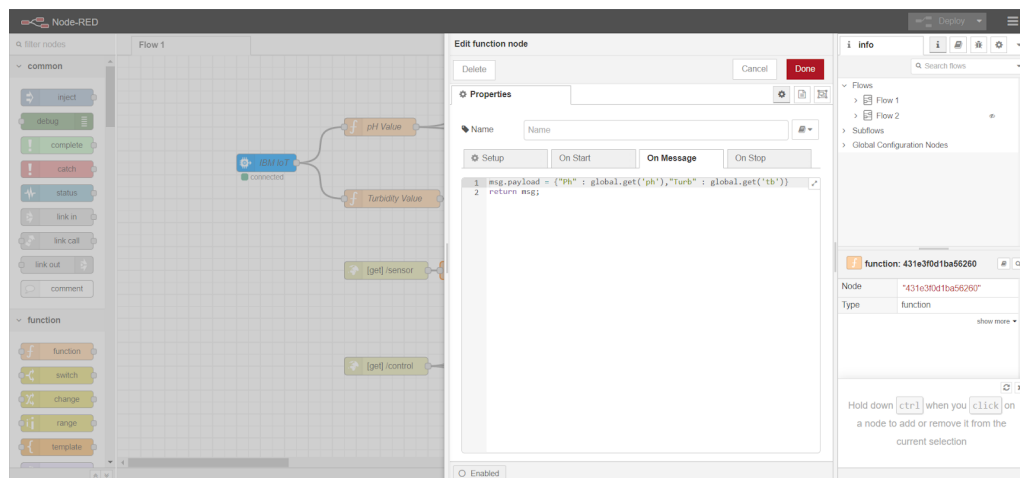 Node-RED
Deploy
filter nodes
common
inject
debug
complete
catch
status
link in
link call
link out
comment
function
function
switch
change
range
template
Flow 1
IBM IoT
connected
pH Value
Turbidity Value
[get] /sensor
[get] /control
Edit function node
Delete
Cancel
Done
Properties
Name
Name
Setup
On Start
On Message
On Stop
1 msg.payload = {"Ph" : global.get('ph'),"Turb" : global.get('tb')}
2 return msg;
Enabled
i info
i
Search flows
Flows
Flow 1
Flow 2
Subflows
Global Configuration Nodes
function: 431e3f0d1ba56260
Node "431e3f0d1ba56260"
Type function
show more
Hold down ctrl when you click on
a node to add or remove it from the
current selection